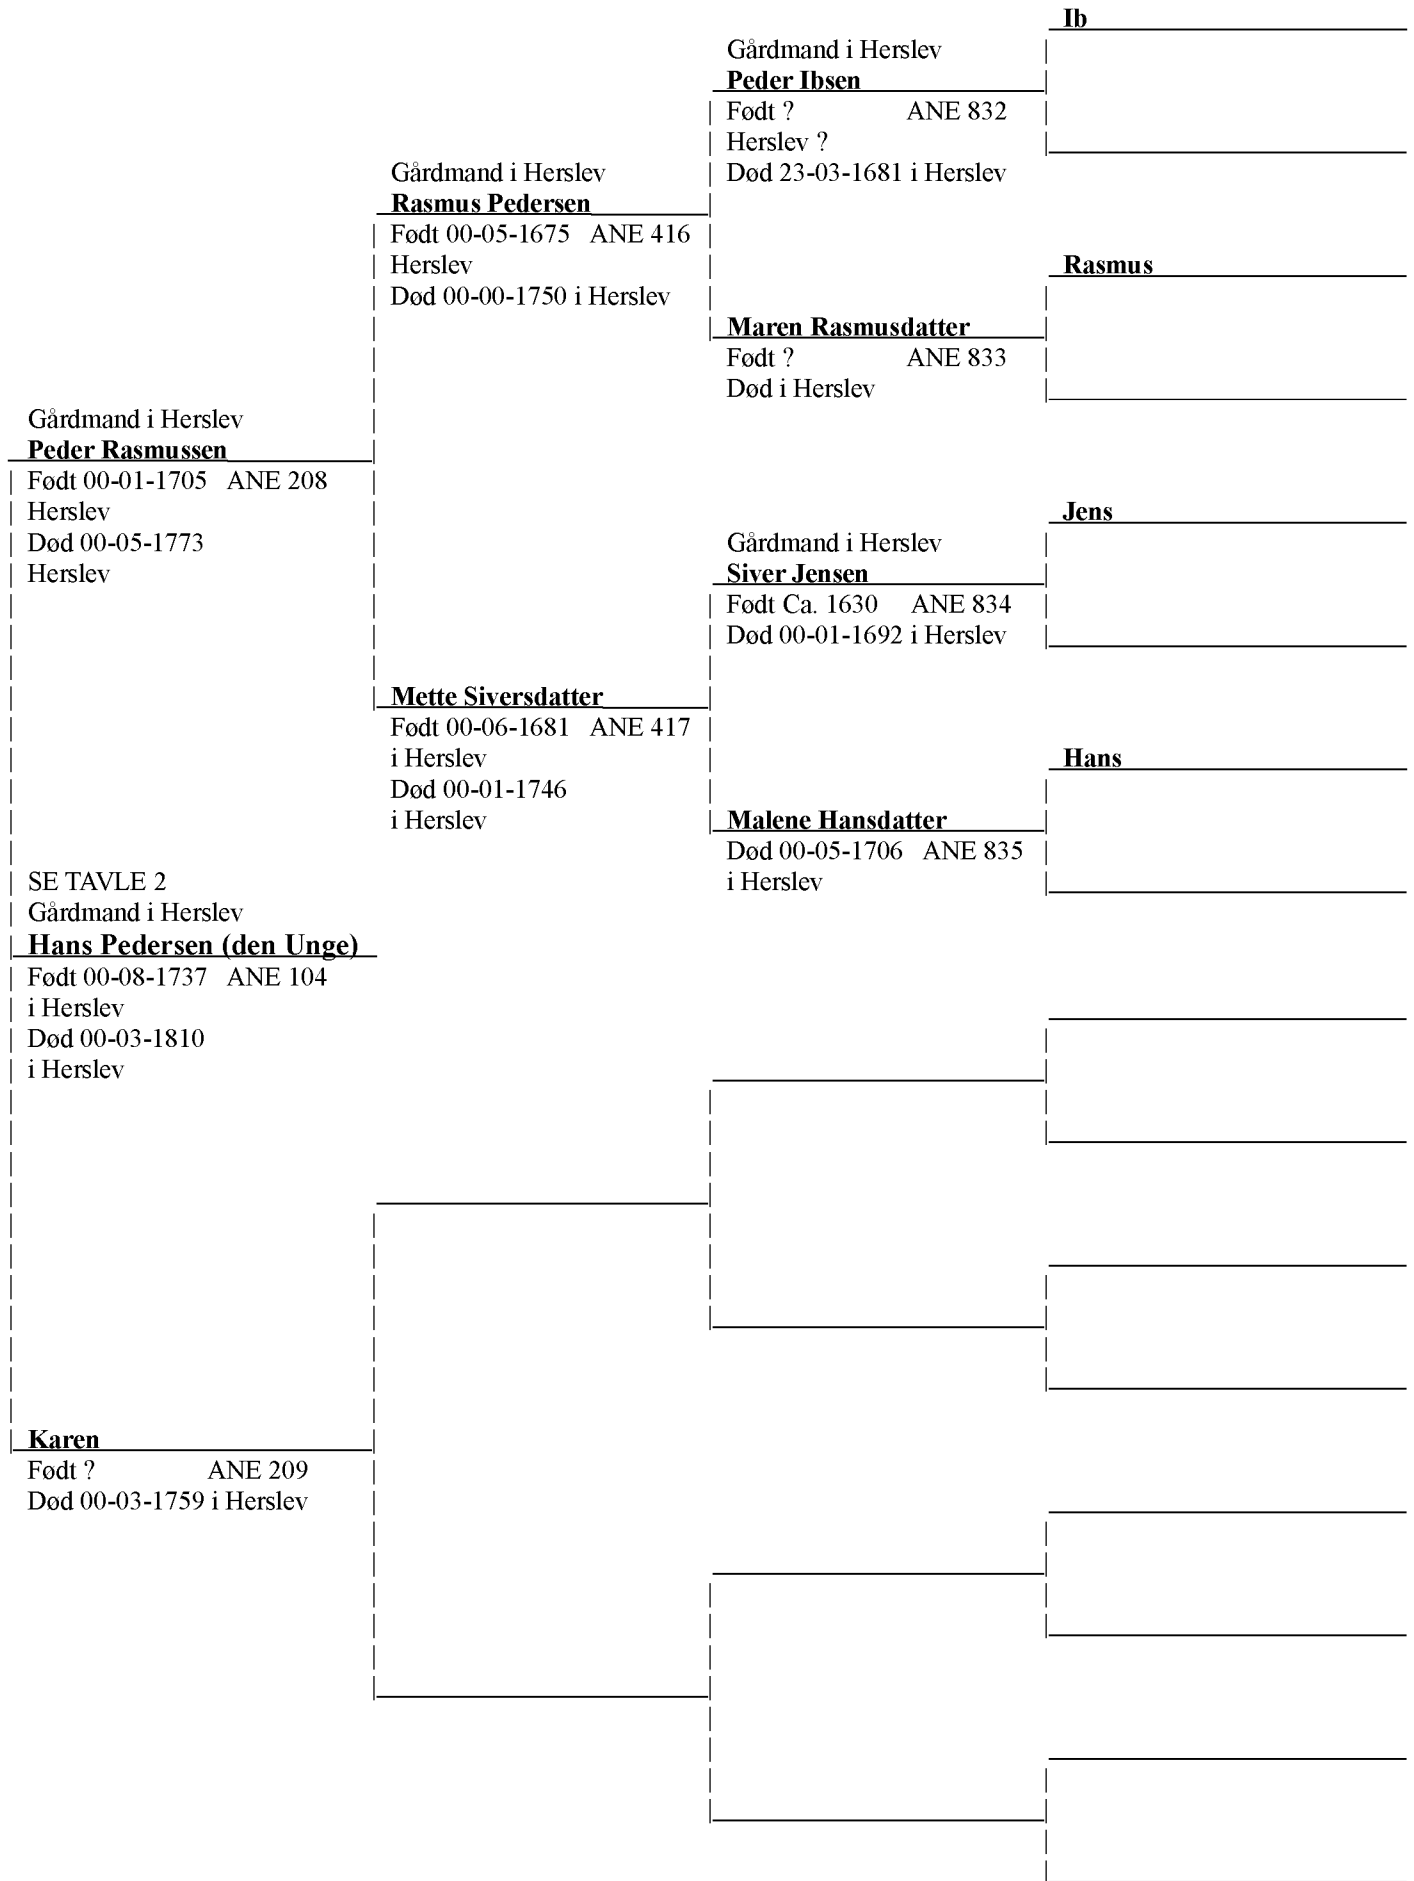 Ib
Gårdmand i Herslev
Peder Ibsen
Født ? ANE 832
Herslev ?
Død 23-03-1681 i Herslev
Gårdmand i Herslev
Rasmus Pedersen
Født 00-05-1675 ANE 416
Herslev
Død 00-00-1750 i Herslev
Rasmus
Maren Rasmusdatter
Født ? ANE 833
Død i Herslev
Gårdmand i Herslev
Peder Rasmussen
Født 00-01-1705 ANE 208
Herslev
Død 00-05-1773
Herslev
Jens
Gårdmand i Herslev
Siver Jensen
Født Ca. 1630 ANE 834
Død 00-01-1692 i Herslev
Mette Siversdatter
Født 00-06-1681 ANE 417
i Herslev
Død 00-01-1746
i Herslev
Hans
Malene Hansdatter
Død 00-05-1706 ANE 835
i Herslev
SE TAVLE 2
Gårdmand i Herslev
Hans Pedersen (den Unge)
Født 00-08-1737 ANE 104
i Herslev
Død 00-03-1810
i Herslev
Karen
Født ? ANE 209
Død 00-03-1759 i Herslev